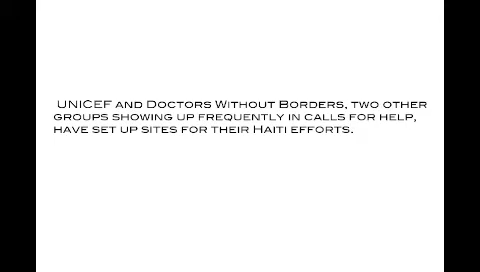 UNICEF and Doctors Without Borders, two other
groups showing up frequently in calls for help,
have set up sites for their Haiti efforts.